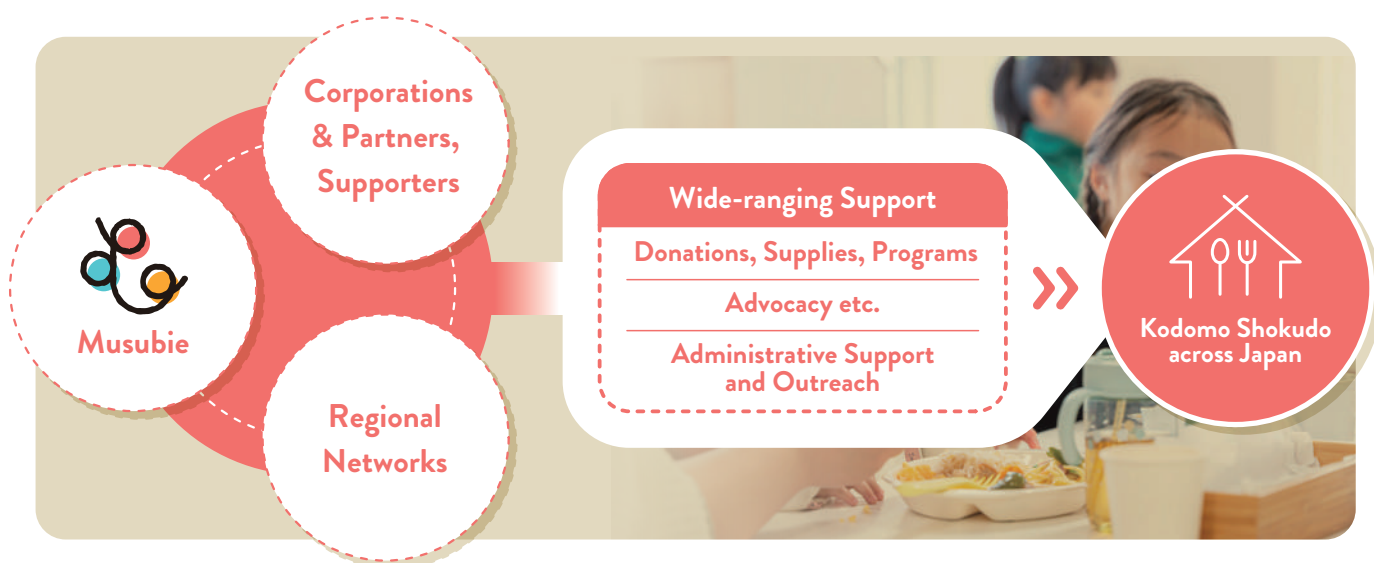 Corporations
& Partners,
Supporters
Musubie
Regional
Networks
Wide-ranging Support
Donations, Supplies, Programs
Advocacy etc.
Administrative Support
and Outreach
Kodomo Shokudo
across Japan